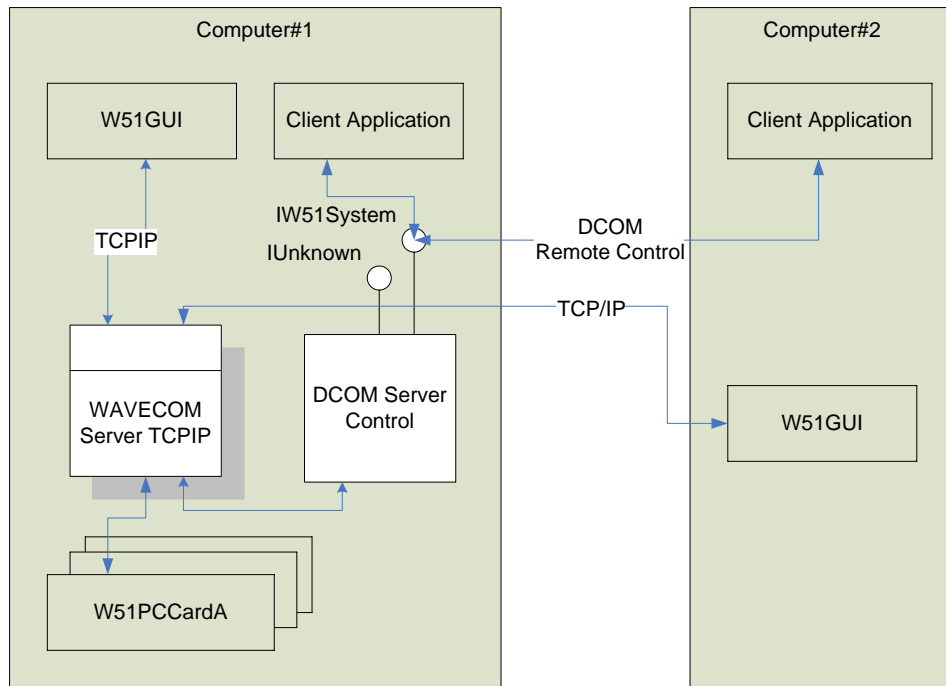 Computer#1
Computer#2
W51GUI
Client Application
Client Application
IW51System
TCPIP
IUnknown
DCOM
Remote Control
TCP/IP
WAVECOM
Server TCPIP
DCOM Server
Control
W51GUI
W51PCCardA